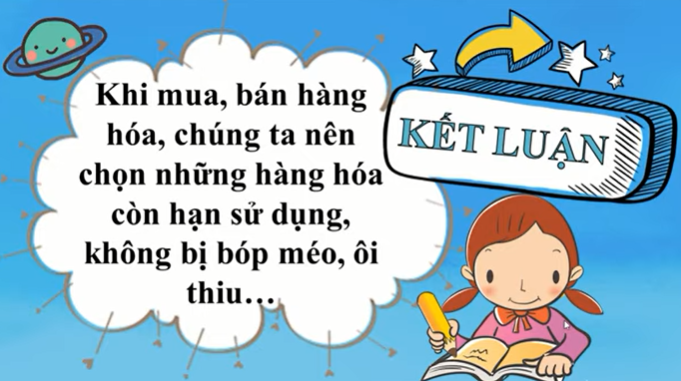 Khi mua, bán hàng
hóa, chúng ta nên
chọn những hàng hóa
còn hạn sử dụng,
không bị bóp méo, ôi
thiu…
KẾT LUẬN